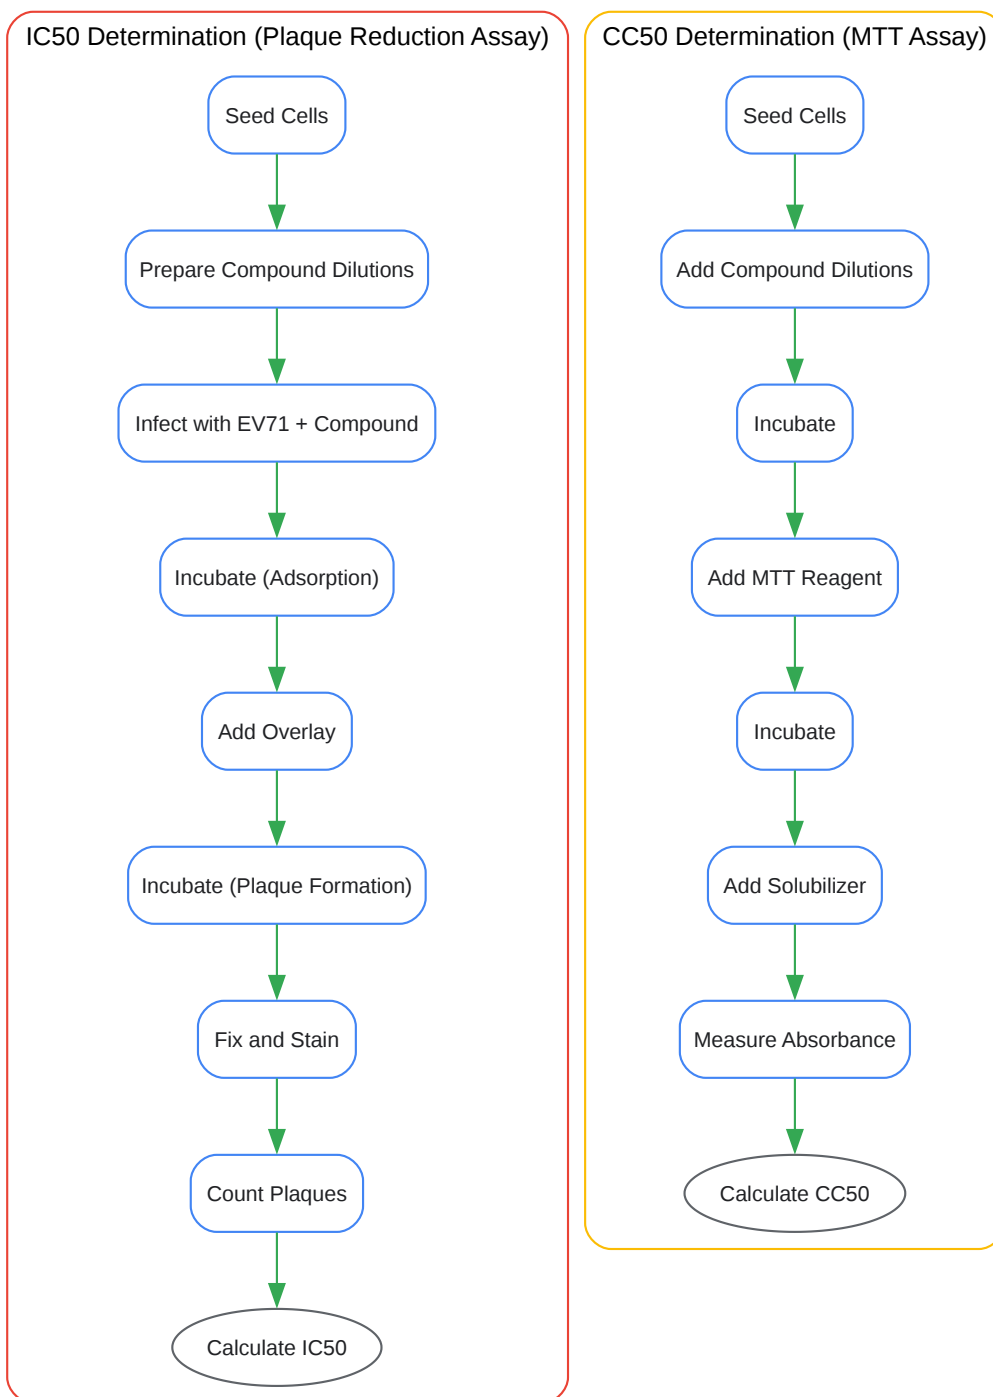 IC50 Determination (Plaque Reduction Assay)
Seed Cells
Prepare Compound Dilutions
Infect with EV71 + Compound
Incubate (Adsorption)
Add Overlay
Incubate (Plaque Formation)
Fix and Stain
Count Plaques
Calculate IC50
CC50 Determination (MTT Assay)
Seed Cells
Add Compound Dilutions
Incubate
Add MTT Reagent
Incubate
Add Solubilizer
Measure Absorbance
Calculate CC50